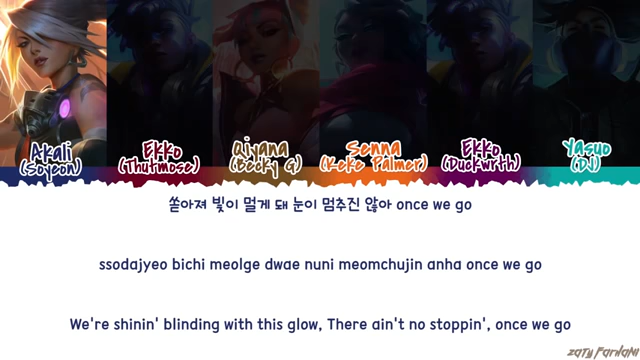 Akali Ekko Qiyana Senna Ekko Yasuo
(Soyeon) (Thutmose) (Becky G) (Keke Palmer) (Duckwrth) (DJ)
쏟아져 빛이 멀게 돼 눈이 멈추진 않아 once we go
ssodajyeo bichi meolge dwae nuni meomchujin anha once we go
We're shinin' blinding with this glow, There ain't no stoppin', once we go
Zaty Farhani